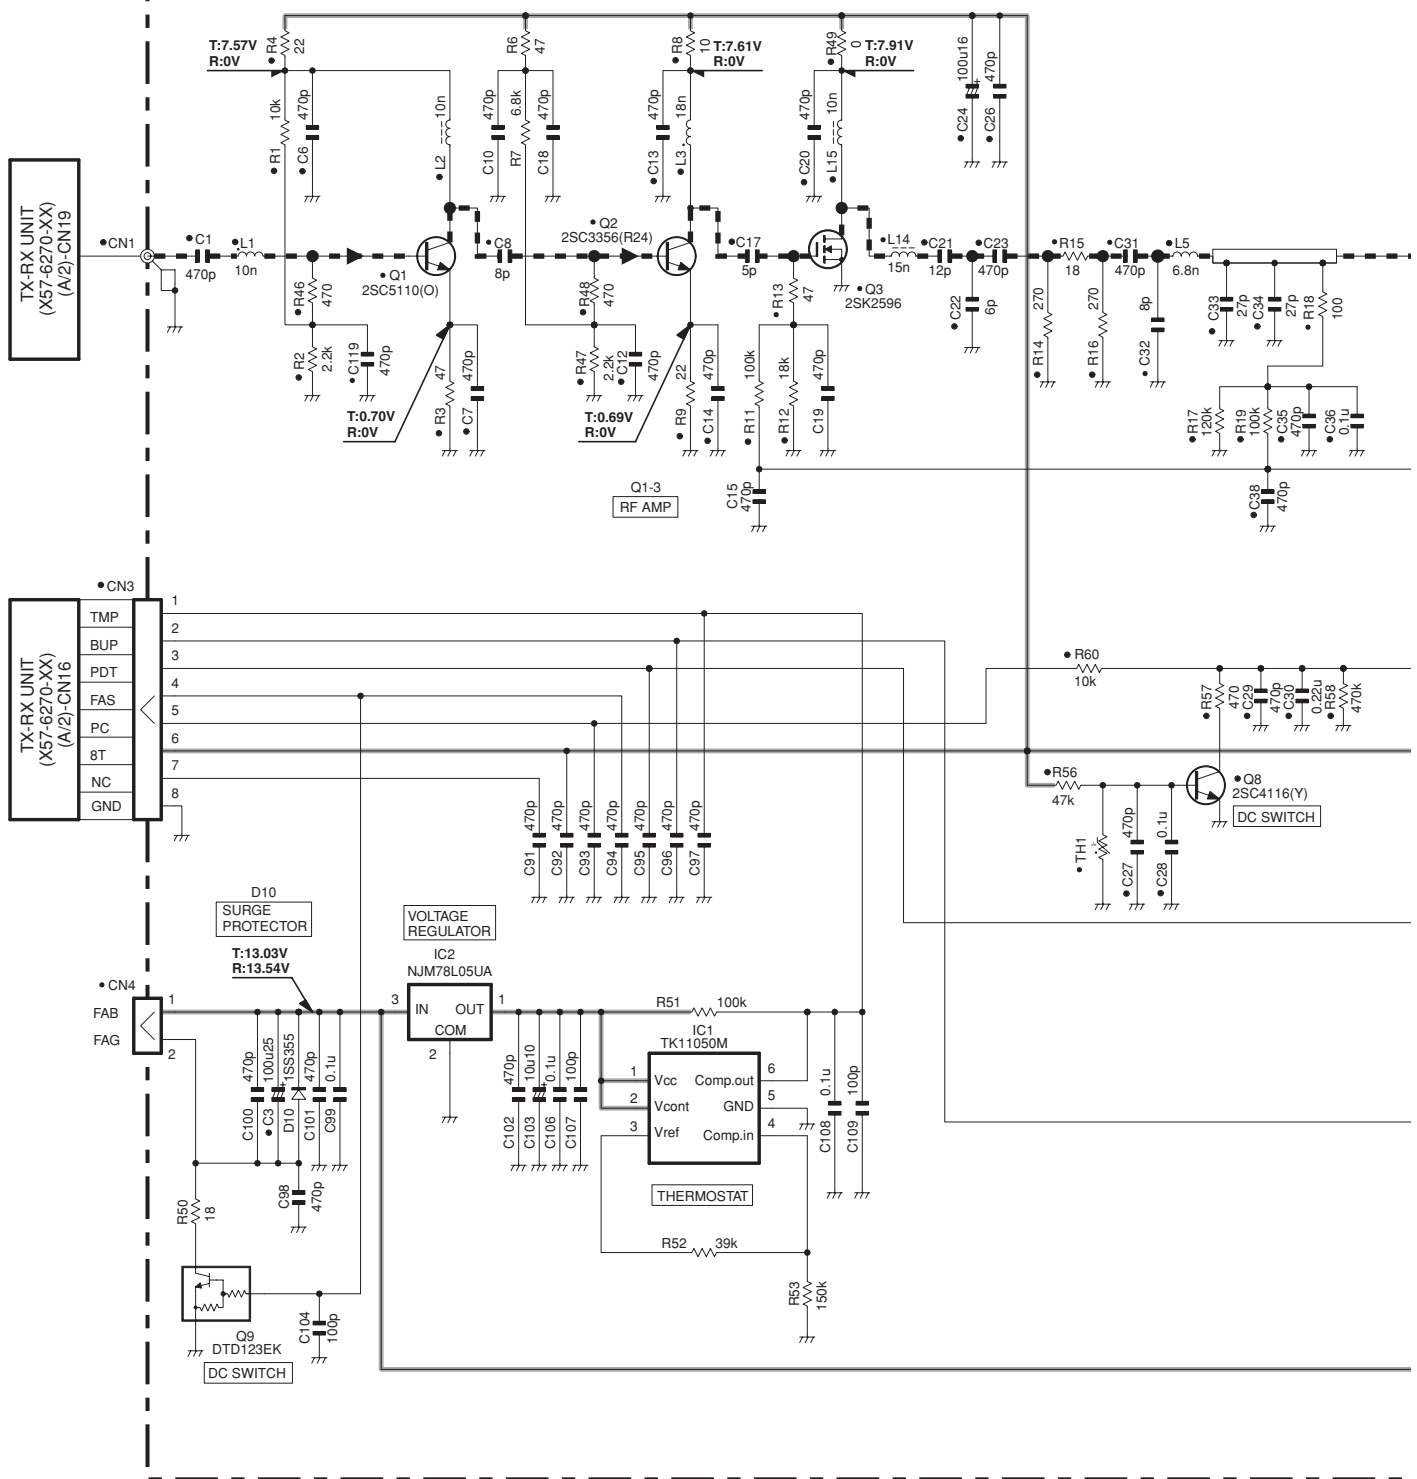 T:7.57V
R:0V
R4
22
R6
47
R8
10
T:7.61V
R:0V
R49
0
T:7.91V
R:0V
100u16
C24
470p
C26
10k
R1
470p
C6
10n
L2
470p
C10
6.8k
R7
470p
C18
470p
C13
18n
L3
470p
C20
10n
L15
TX-RX UNIT
(X57-6270-XX)
(A/2)-CN19
CN1
C1
470p
L1
10n
Q1
2SC5110(O)
C8
8p
Q2
2SC3356(R24)
C17
5p
Q3
2SK2596
L14
15n
C21
12p
C23
470p
R15
18
C31
470p
L5
6.8n
R46
470
R48
470
R13
47
C22
6p
270
R14
270
R16
8p
C32
C33
27p
C34
27p
R18
100
R2
2.2k
C119
470p
47
R3
470p
C7
R47
2.2k
C12
470p
22
R9
470p
C14
100k
R11
18k
R12
470p
C19
T:0.70V
R:0V
T:0.69V
R:0V
R17
120k
R19
100k
C35
470p
C36
0.1u
Q1-3
RF AMP
C15
470p
C38
470p
CN3
TX-RX UNIT
(X57-6270-XX)
(A/2)-CN16
TMP
BUP
PDT
FAS
PC
8T
NC
GND
1
2
3
4
5
6
7
8
R60
10k
R57
470
C29
470p
C30
0.22u
R58
470k
R56
47k
Q8
2SC4116(Y)
DC SWITCH
TH1
470p
C27
0.1u
C28
470p
C91
470p
C92
470p
C93
470p
C94
470p
C95
470p
C96
470p
C97
D10
SURGE
PROTECTOR
T:13.03V
R:13.54V
VOLTAGE
REGULATOR
IC2
NJM78L05UA
CN4
FAB
FAG
1
2
3
IN
OUT
COM
1
2
R51
100k
IC1
TK11050M
1
2
3
Vcc
Vcont
Vref
Comp.out
GND
Comp.in
6
5
4
THERMOSTAT
470p
C100
100u25
C3
1SS355
D10
470p
C101
0.1u
C99
470p
C102
10u10
C103
0.1u
C106
100p
C107
0.1u
C108
100p
C109
C98
470p
R50
18
R52
39k
R53
150k
C104
100p
Q9
DTD123EK
DC SWITCH